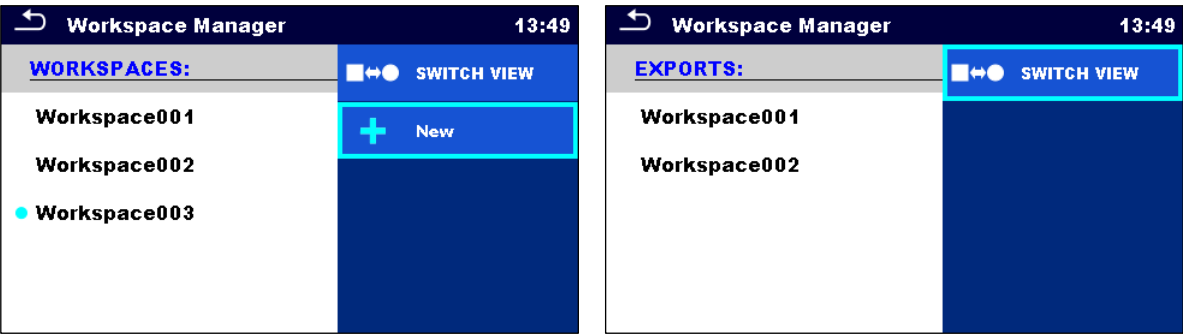 Workspace Manager 13:49
WORKSPACES:
SWITCH VIEW
Workspace001
New
Workspace002
Workspace003
Workspace Manager 13:49
EXPORTS:
SWITCH VIEW
Workspace001
Workspace002